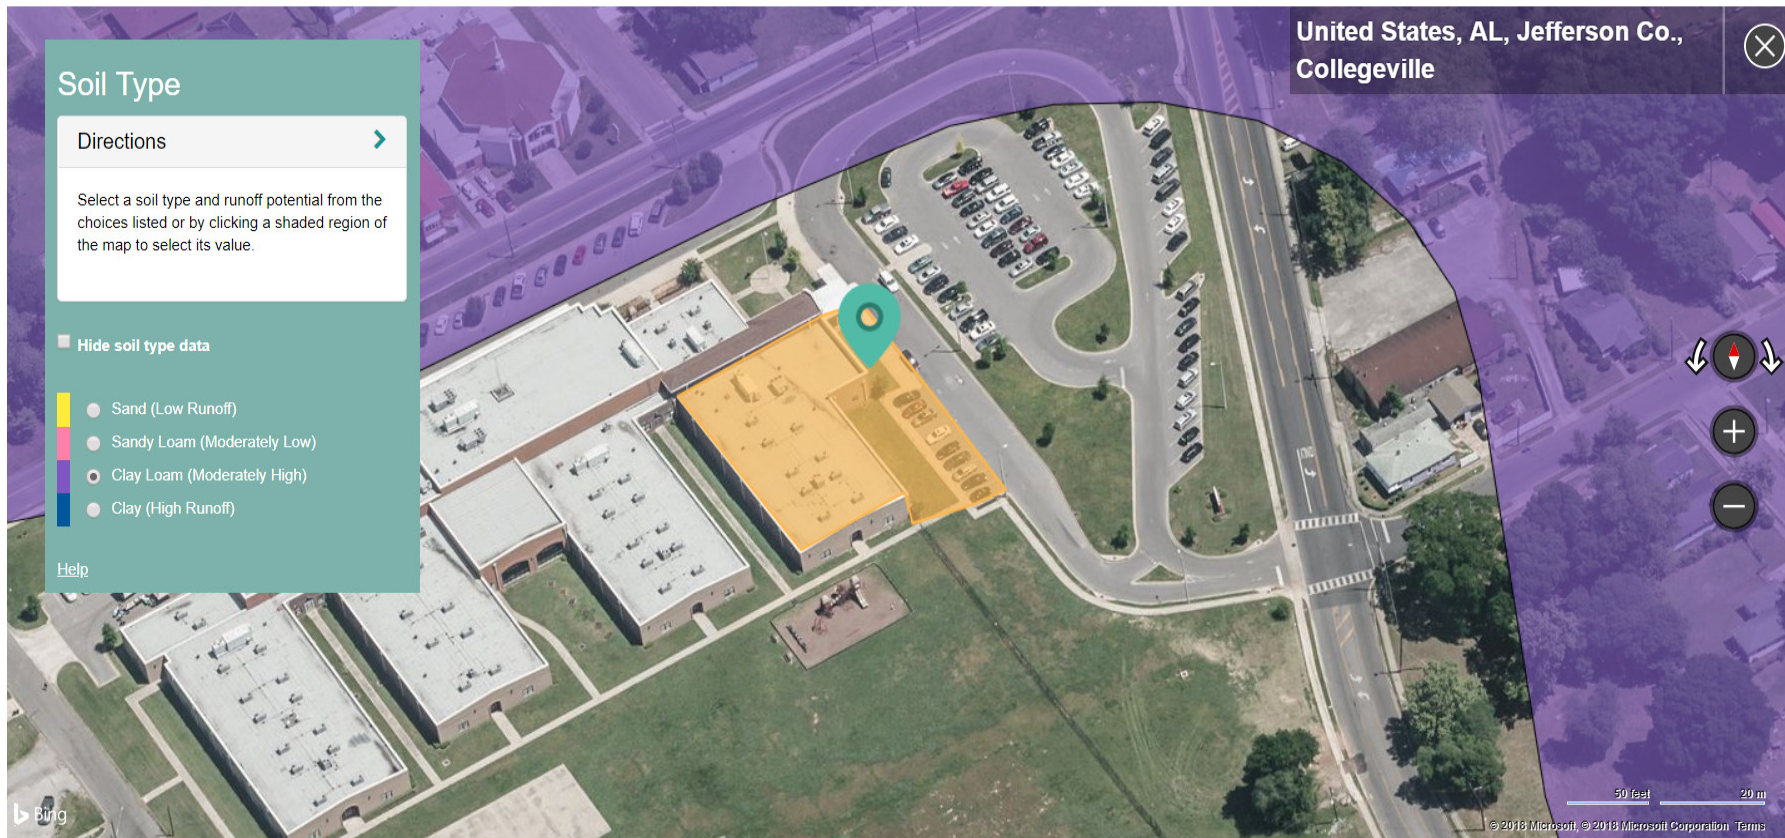 United States, AL, Jefferson Co.,
Collegeville
Soil Type
Directions
Select a soil type and runoff potential from the
choices listed or by clicking a shaded region of
the map to select its value.
Hide soil type data
Sand (Low Runoff)
Sandy Loam (Moderately Low)
Clay Loam (Moderately High)
Clay (High Runoff)
Help
Bing
50 feet
20 m
© 2018 Microsoft, © 2018 Microsoft Corporation Terms